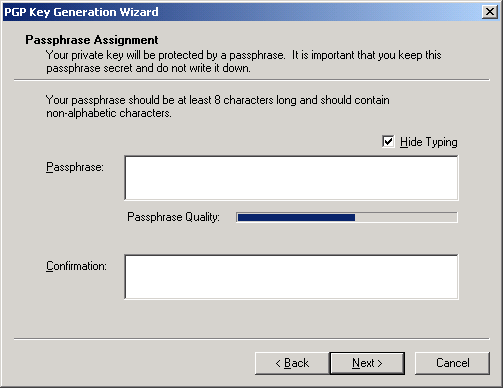 PGP Key Generation Wizard
Passphrase Assignment
Your private key will be protected by a passphrase. It is important that you keep this
passphrase secret and do not write it down.
Your passphrase should be at least 8 characters long and should contain
non-alphabetic characters.
Hide Typing
Passphrase:
Passphrase Quality:
Confirmation:
< Back Next > Cancel